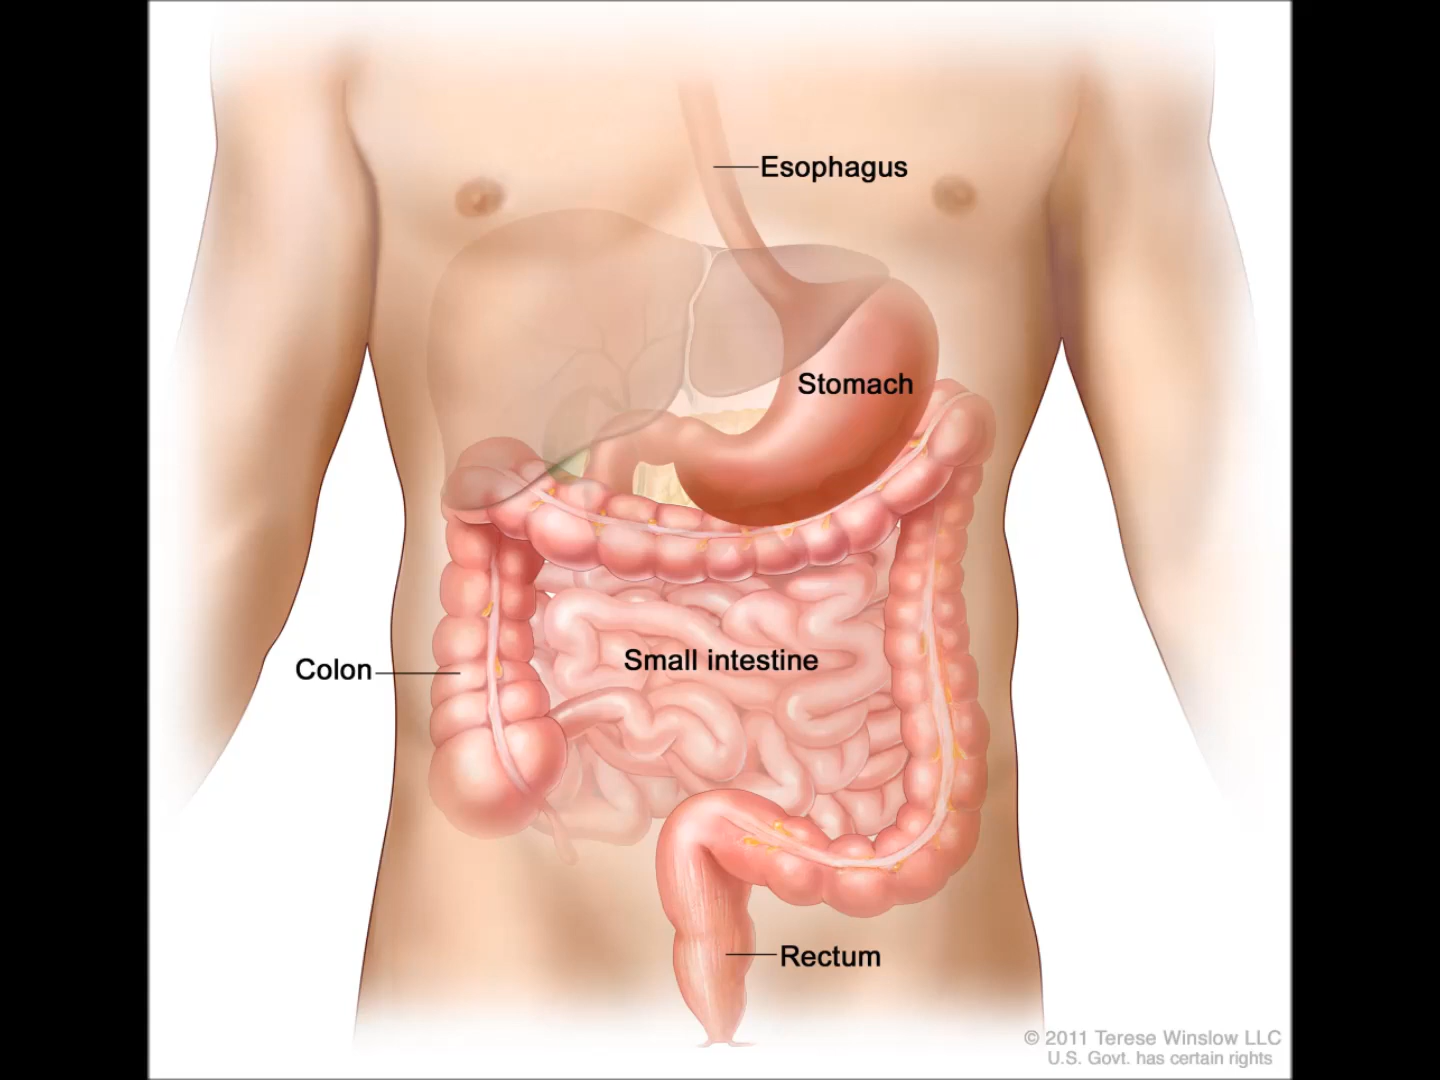 Esophagus
Stomach
Small intestine
Colon
Rectum
© 2011 Terese Winslow LLC
U.S. Govt. has certain rights